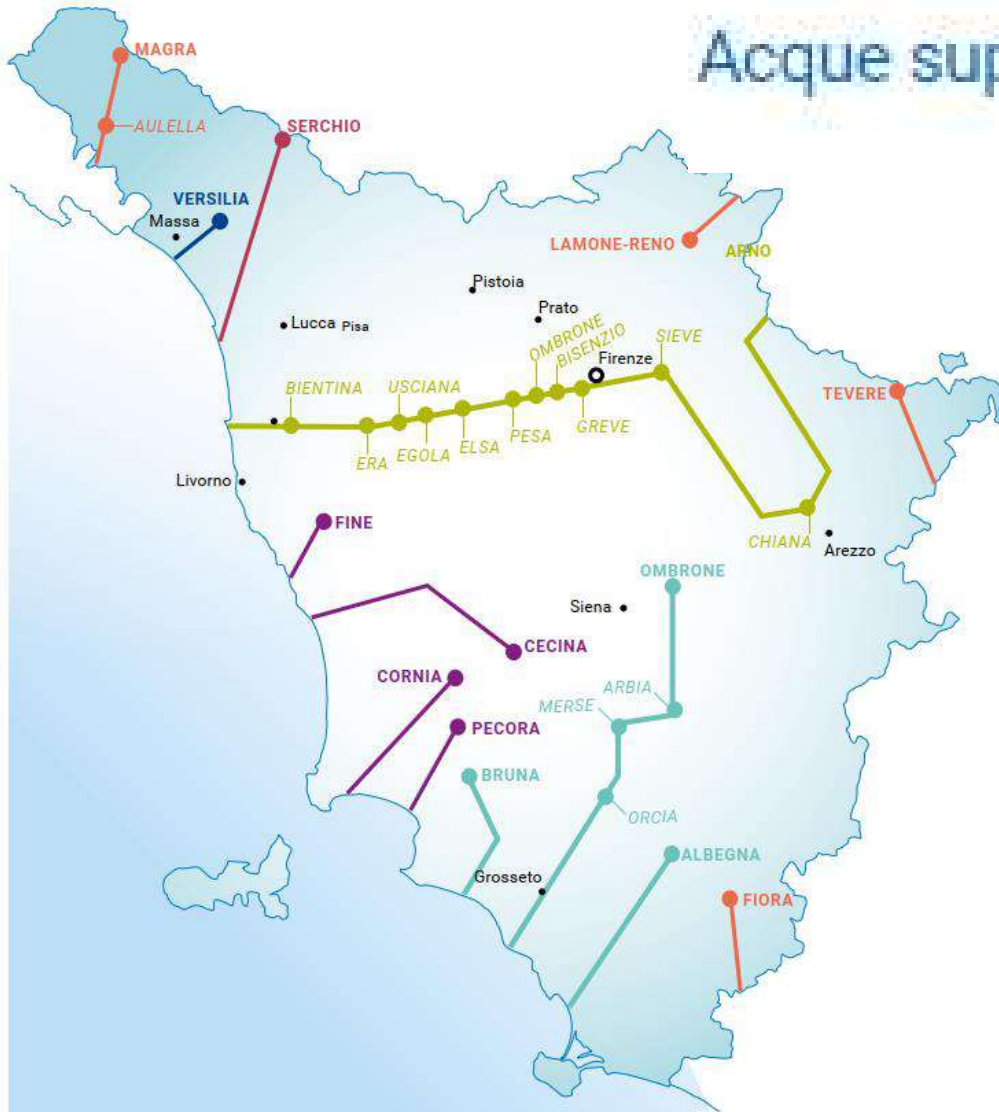 Acque sup
MAGRA
AULELLA
SERCHIO
VERSILIA
Massa
LAMONE-RENO
ARNO
Pistoia
Prato
Lucca Pisa
OMBRONE
BISENZIO
Firenze
SIEVE
BIENTINA
USCIANA
TEVERE
ERA
EGOLA
ELSA
PESA
GREVE
Livorno
FINE
CHIANA
Arezzo
OMBRONE
Siena
CECINA
CORNIA
ARBIA
MERSE
PECORA
BRUNA
ORCIA
ALBEGNA
Grosseto
FIORA